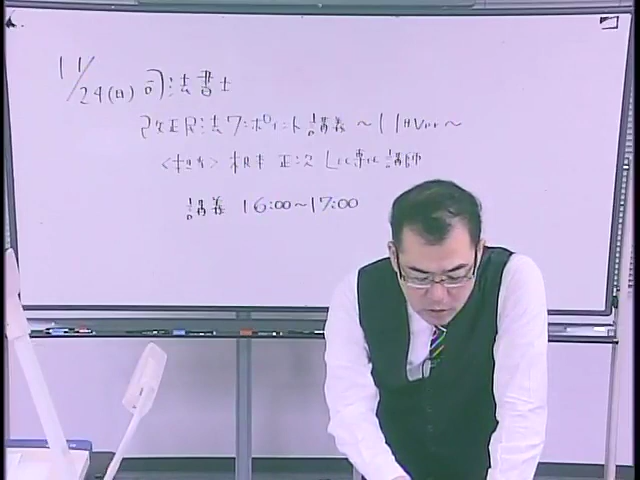 11/24(日) 司法書士
改正民法ワンポイント講義 ~11月Ver~
<担当> 根本 正次 LEC専任講師
講義 16:00~17:00